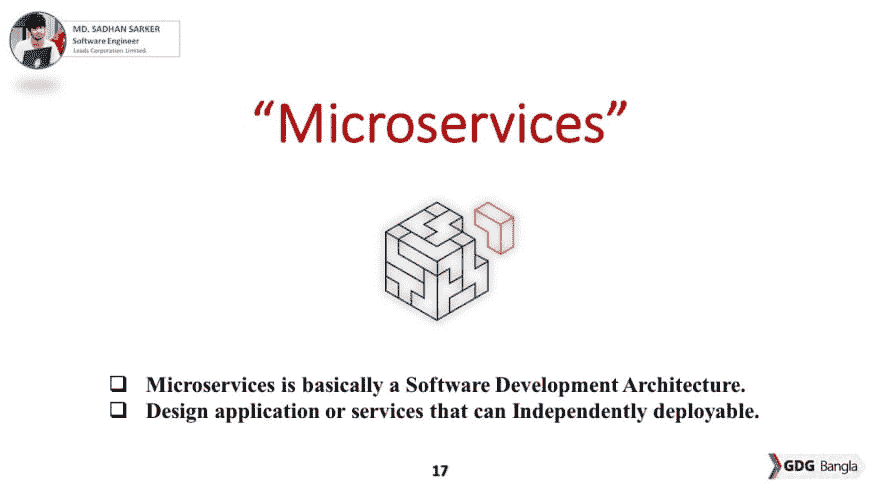 MD. SADHAN SARKER
Software Engineer
Leads Corporation Limited.
“Microservices”
❑ Microservices is basically a Software Development Architecture.
❑ Design application or services that can Independently deployable.
17
GDG Bangla